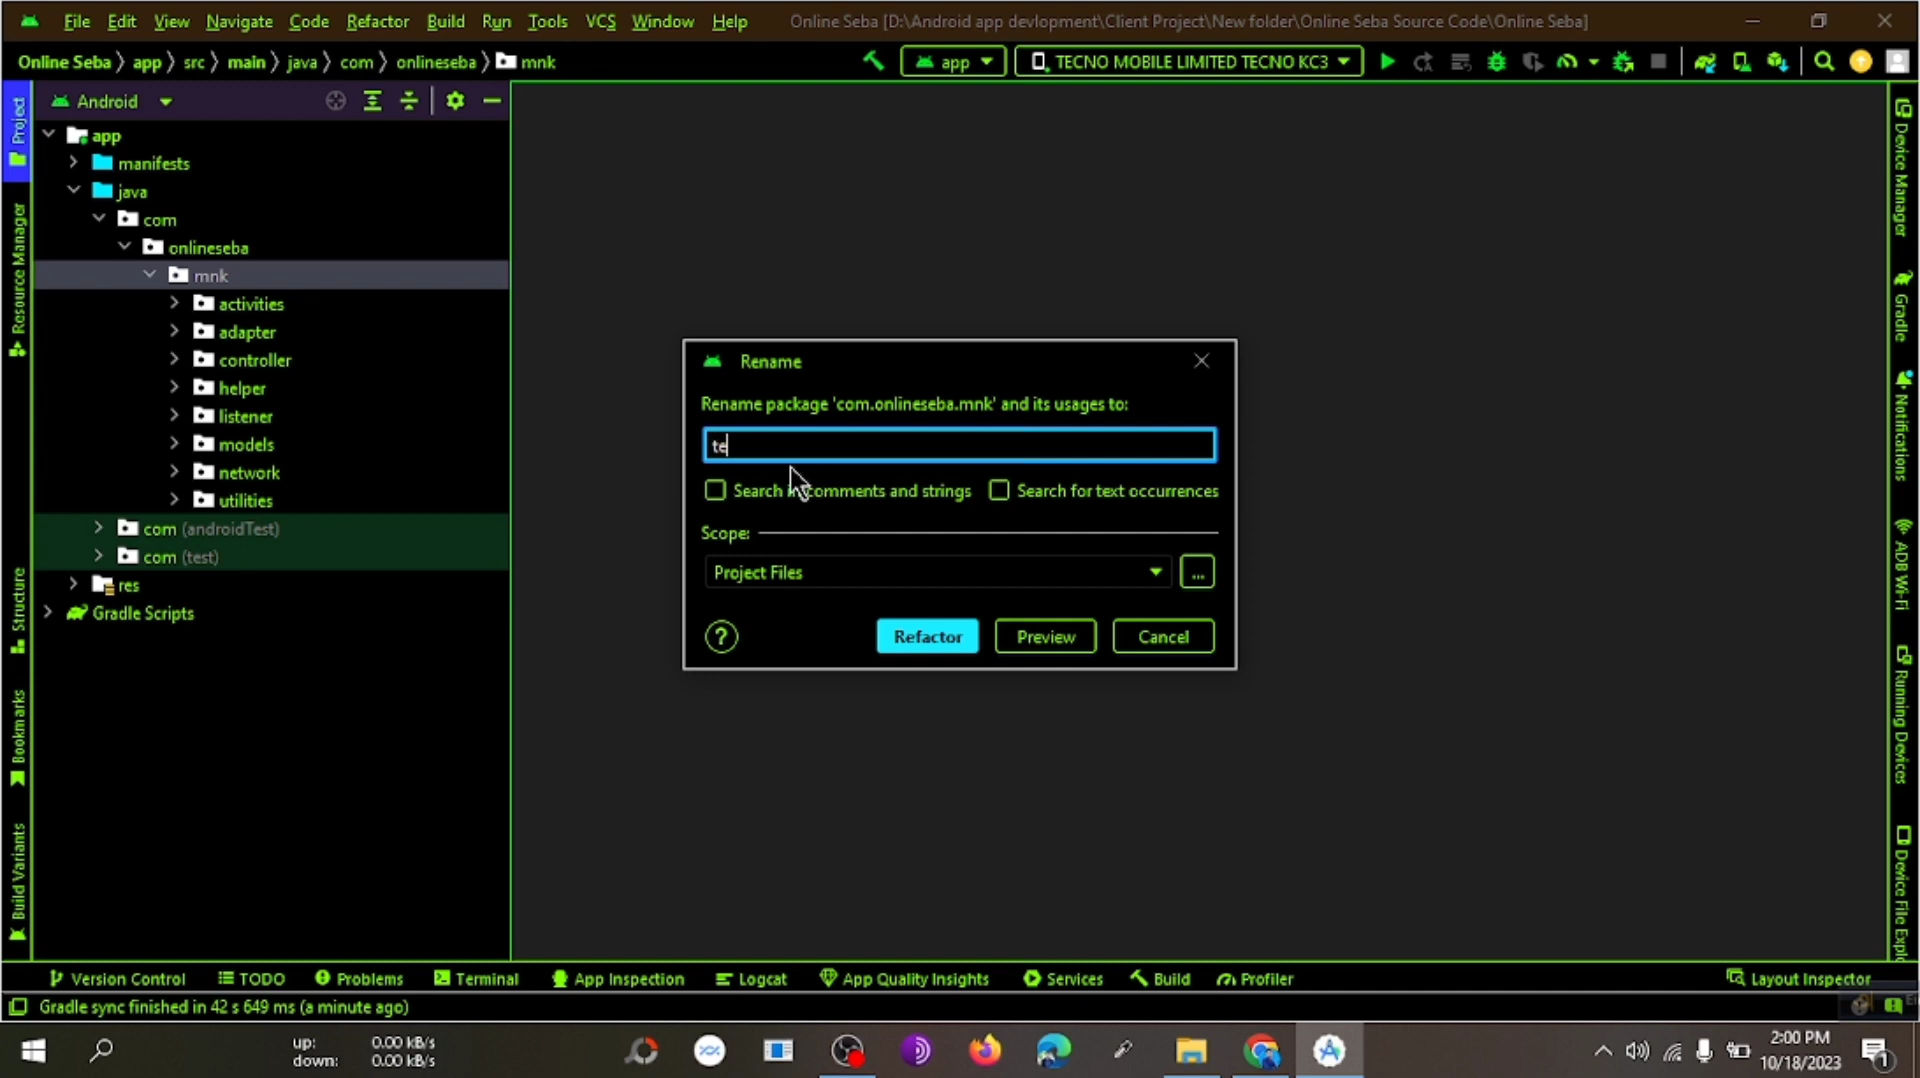 File Edit View Navigate Code Refactor Build Run Tools VCS Window Help Online Seba [D:\Android app devlopment\Client Project\New folder\Online Seba Source Code\Online Seba]
Online Seba 〉 app 〉 src 〉 main 〉 java 〉 com 〉 onlineseba 〉 mnk app TECNO MOBILE LIMITED TECNO KC3
Android
app
manifests
java
com
onlineseba
mnk
activities
adapter
controller
helper
listener
models
network
utilities
com (androidTest)
com (test)
res
Gradle Scripts
Project
Resource Manager
Structure
Bookmarks
Build Variants
Rename
Rename package 'com.onlineseba.mnk' and its usages to:
te
Search in comments and strings Search for text occurrences
Scope:
Project Files ...
? Refactor Preview Cancel
Device Manager
Gradle
Notifications
ADB Wi-Fi
Running Devices
Device File Explo
Version Control TODO Problems Terminal App Inspection Logcat App Quality Insights Services Build Profiler Layout Inspector
Gradle sync finished in 42 s 649 ms (a minute ago)
up: 0.00 kB/s
down: 0.00 kB/s
2:00 PM
10/18/2023
1